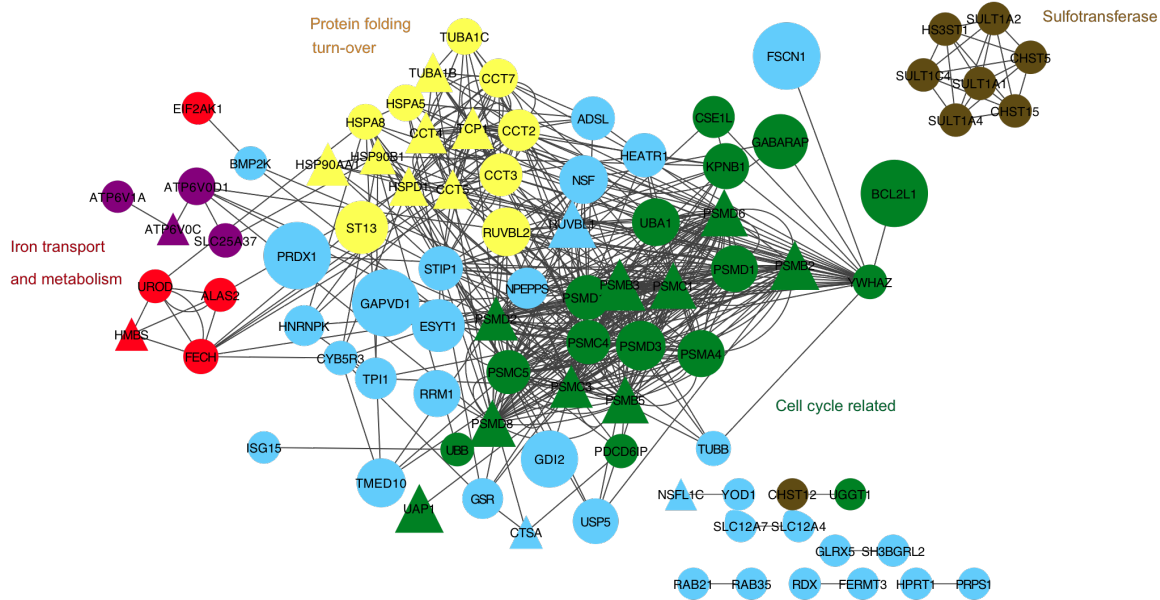 Protein folding
turn-over
Sulfotransferase
Iron transport
and metabolism
Cell cycle related
TUBA1C
TUBA1B
CCT7
HSPA5
HSPA8
CCT4
TCP1
CCT2
HSP90AA1
HSP90B1
HSPD1
CCT5
CCT3
ST13
RUVBL2
EIF2AK1
BMP2K
ATP6V1A
ATP6V0D1
ATP6V0C
SLC25A37
UROD
ALAS2
HMBS
FECH
PRDX1
GAPVD1
HNRNPK
CYB5R3
TPI1
STIP1
ESYT1
RRM1
NPEPPS
ADSL
HEATR1
NSF
RUVBL1
FSCN1
CSE1L
GABARAP
KPNB1
BCL2L1
UBA1
PSMD6
PSMD1
PSMB2
YWHAZ
PSMB3
PSMC1
PSMD1
PSMD2
PSMC4
PSMD3
PSMA4
PSMC5
PSMC3
PSMB5
PSMD8
UBB
PDCD6IP
TUBB
ISG15
TMED10
UAP1
GSR
GDI2
CTSA
USP5
HS3ST1
SULT1A2
CHST5
SULT1C4
SULT1A1
CHST15
SULT1A4
NSFL1C
YOD1
CHST12
UGGT1
SLC12A7
SLC12A4
GLRX5
SH3BGRL2
RAB21
RAB35
RDX
FERMT3
HPRT1
PRPS1